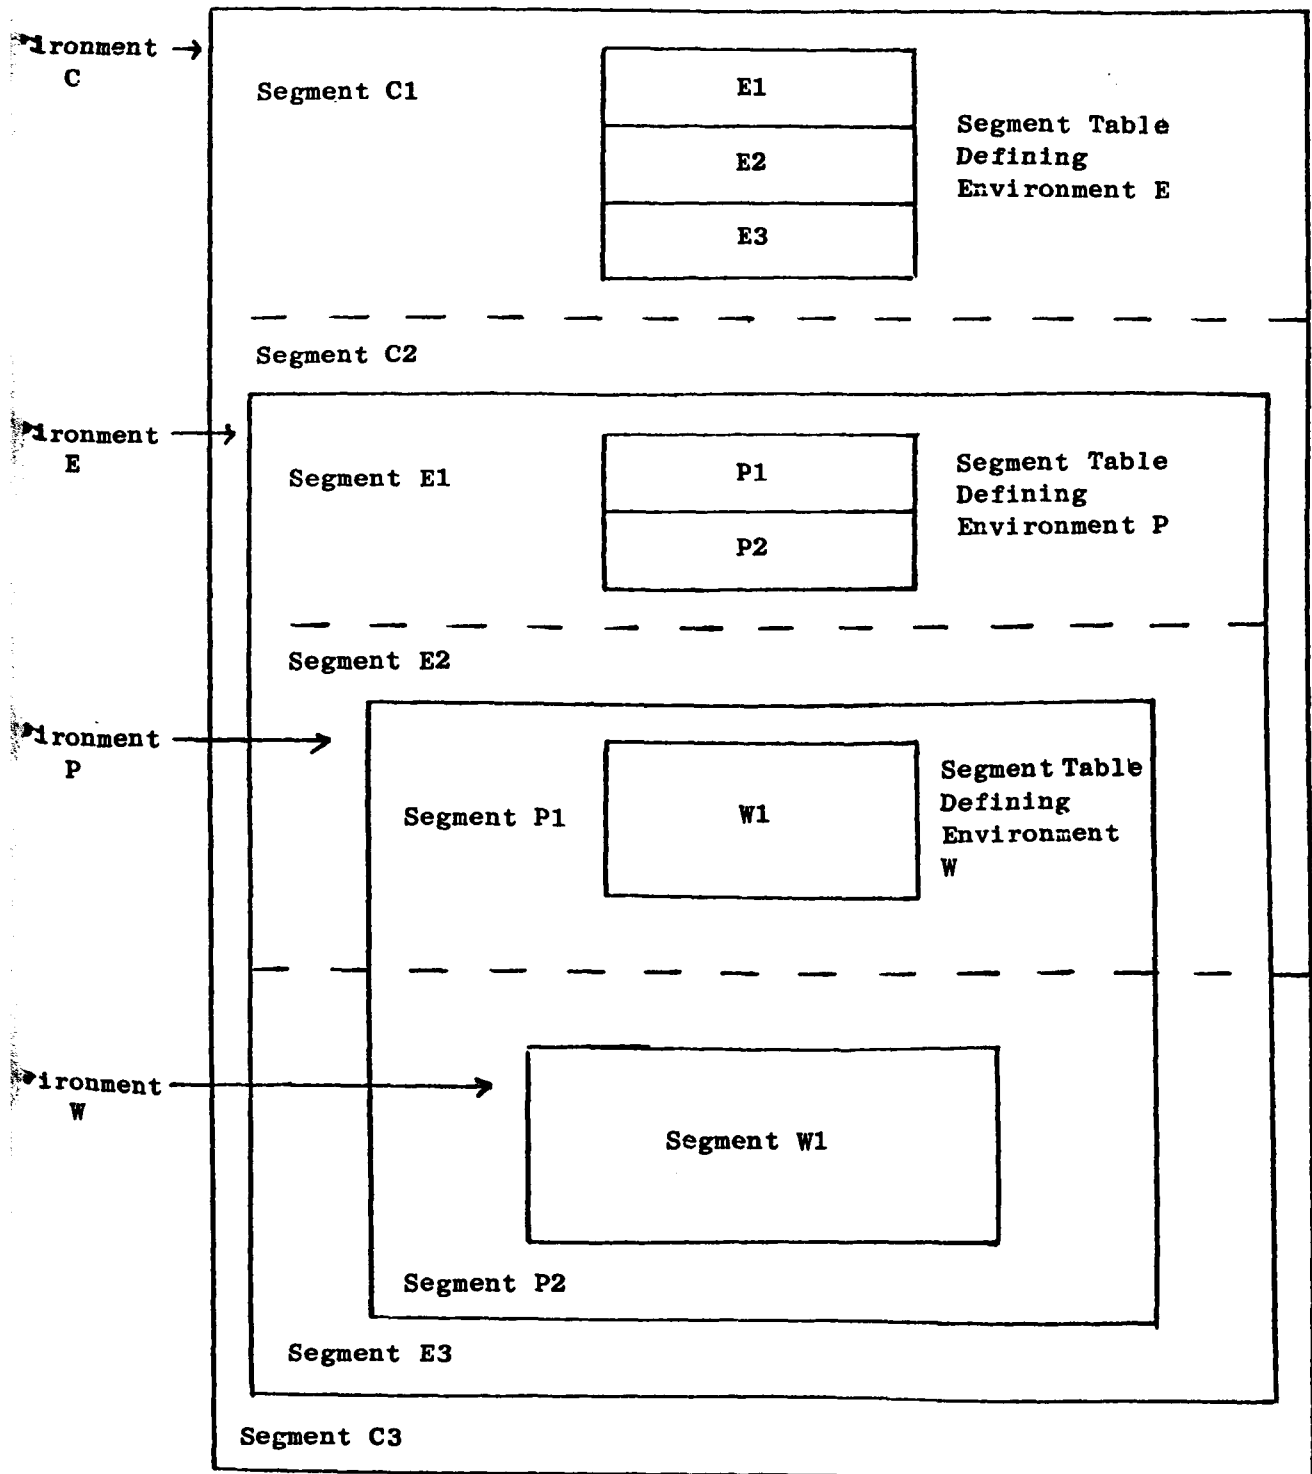 ironment
C
Segment C1
E1
E2
E3
Segment Table
Defining
Environment E
Segment C2
ironment
E
Segment E1
P1
P2
Segment Table
Defining
Environment P
Segment E2
ironment
P
Segment P1
W1
Segment Table
Defining
Environment
W
ironment
W
Segment W1
Segment P2
Segment E3
Segment C3